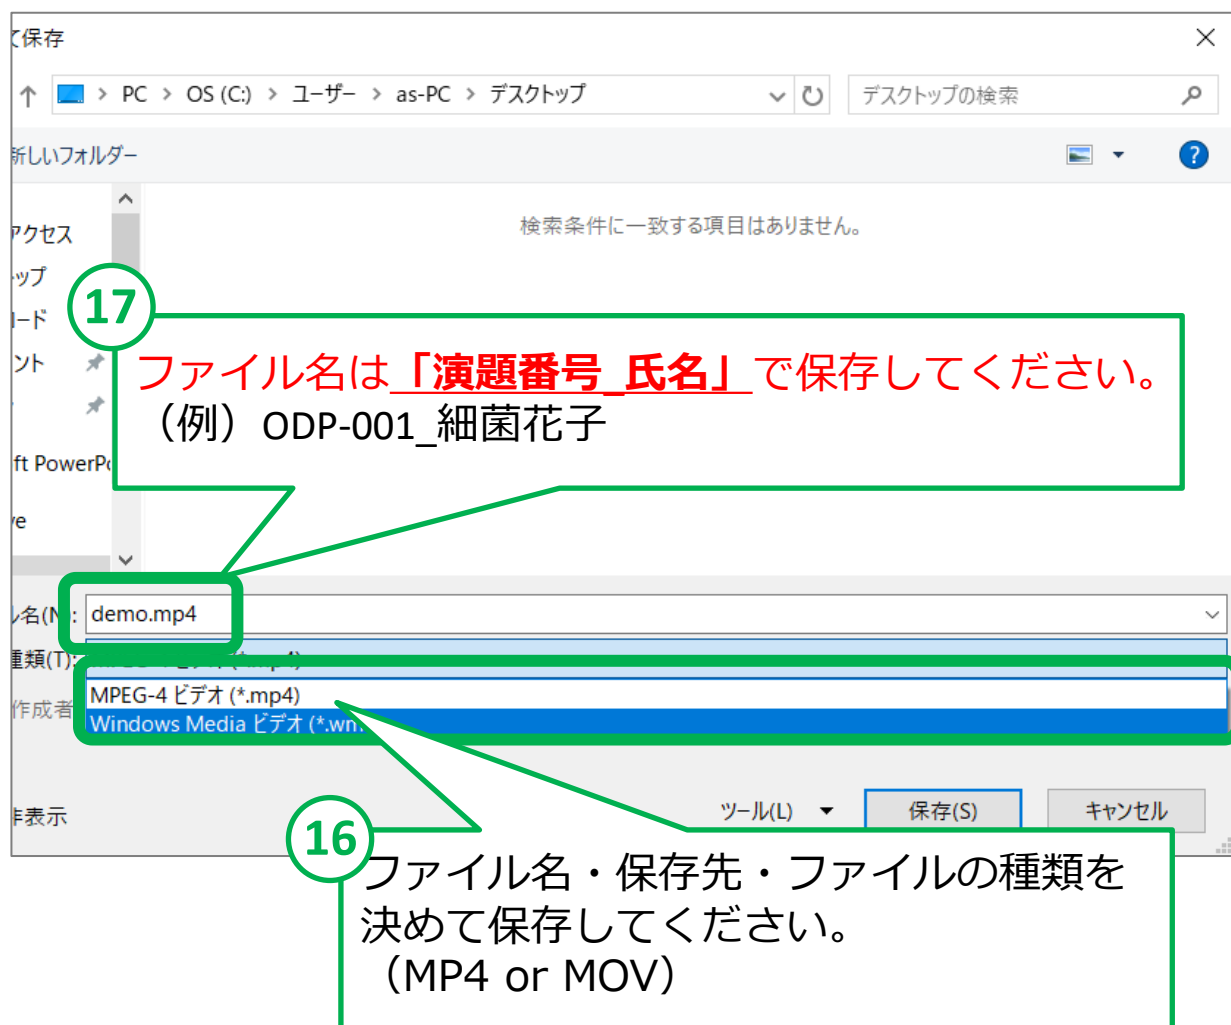 て保存
PC > OS (C:) > ユーザー > as-PC > デスクトップ
デスクトップの検索
新しいフォルダー
検索条件に一致する項目はありません。
アクセス
トップ
ロード
17
ファイル名は「演題番号_氏名」で保存してください。
(例)ODP-001_細菌花子
ント
ft PowerPo
ve
ル名(N): demo.mp4
種類(T):
MPEG-4 ビデオ (*.mp4)
作成者
Windows Media ビデオ (*.wm
非表示
ツール(L)
保存(S)
キャンセル
16
ファイル名・保存先・ファイルの種類を
決めて保存してください。
(MP4 or MOV)